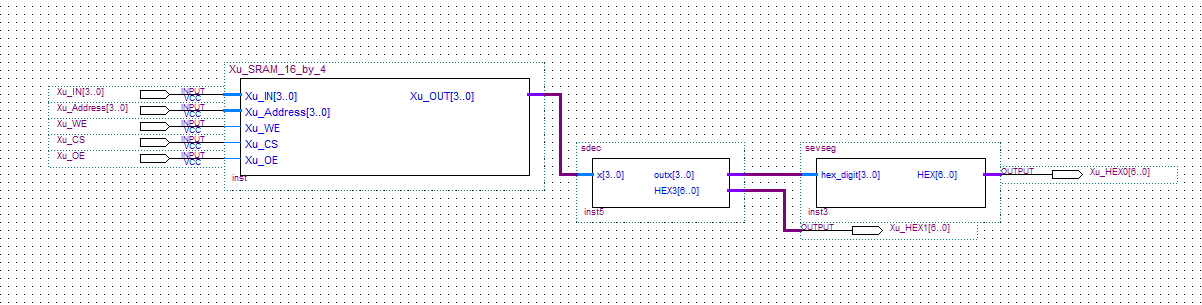 Xu_SRAM_16_by_4
Xu_IN[3..0] INPUT VCC Xu_IN[3..0] Xu_OUT[3..0]
Xu_Address[3..0] INPUT VCC Xu_Address[3..0]
Xu_WE INPUT VCC Xu_WE
Xu_CS INPUT VCC Xu_CS
Xu_OE INPUT VCC Xu_OE
inst
sdec
x[3..0] outx[3..0]
HEX3[6..0]
inst5
sevseg
hex_digit[3..0] HEX[6..0]
inst3
OUTPUT Xu_HEX0[6..0]
OUTPUT Xu_HEX1[6..0]